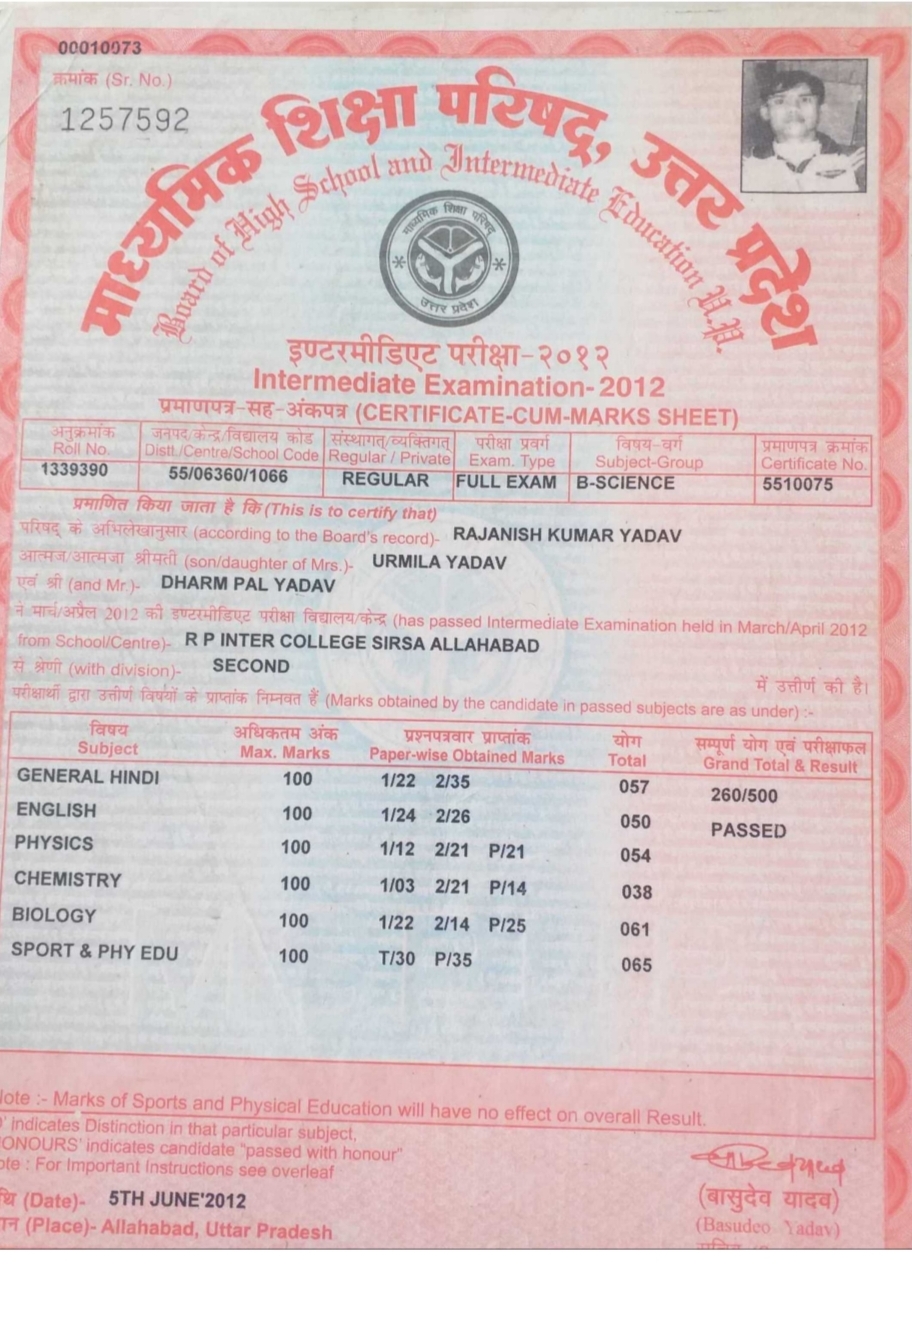 00010073
क्रमांक (Sr. No.)
1257592
माध्यमिक शिक्षा परिषद्, उत्तर प्रदेश
Board of High School and Intermediate Education U.P.
माध्यमिक शिक्षा परिषद्
उत्तर प्रदेश
इण्टरमीडिएट परीक्षा-२०१२
Intermediate Examination- 2012
प्रमाणपत्र-सह-अंकपत्र (CERTIFICATE-CUM-MARKS SHEET)
अनुक्रमांक जनपद/केन्द्र/विद्यालय कोड संस्थागत/व्यक्तिगत परीक्षा प्रवर्ग विषय-वर्ग प्रमाणपत्र क्रमांक
Roll No. Distt./Centre/School Code Regular / Private Exam. Type Subject-Group Certificate No.
1339390 55/06360/1066 REGULAR FULL EXAM B-SCIENCE 5510075
प्रमाणित किया जाता है कि (This is to certify that)
परिषद् के अभिलेखानुसार (according to the Board's record)- RAJANISH KUMAR YADAV
आत्मज/आत्मजा श्रीमती (son/daughter of Mrs.)- URMILA YADAV
एवं श्री (and Mr.)- DHARM PAL YADAV
ने मार्च/अप्रैल 2012 की इण्टरमीडिएट परीक्षा विद्यालय/केन्द्र (has passed Intermediate Examination held in March/April 2012
from School/Centre)- R P INTER COLLEGE SIRSA ALLAHABAD
से श्रेणी (with division)- SECOND में उत्तीर्ण की है।
परीक्षार्थी द्वारा उत्तीर्ण विषयों के प्राप्तांक निम्नवत हैं (Marks obtained by the candidate in passed subjects are as under) :-
विषय अधिकतम अंक प्रश्नपत्रवार प्राप्तांक योग सम्पूर्ण योग एवं परीक्षाफल
Subject Max. Marks Paper-wise Obtained Marks Total Grand Total & Result
GENERAL HINDI 100 1/22 2/35 057 260/500
ENGLISH 100 1/24 2/26 050 PASSED
PHYSICS 100 1/12 2/21 P/21 054
CHEMISTRY 100 1/03 2/21 P/14 038
BIOLOGY 100 1/22 2/14 P/25 061
SPORT & PHY EDU 100 T/30 P/35 065
Note :- Marks of Sports and Physical Education will have no effect on overall Result.
indicates Distinction in that particular subject,
ONOURS' indicates candidate "passed with honour"
ote : For Important Instructions see overleaf
(Date)- 5TH JUNE'2012
(Place)- Allahabad, Uttar Pradesh
(बासुदेव यादव)
(Basudeo Yadav)